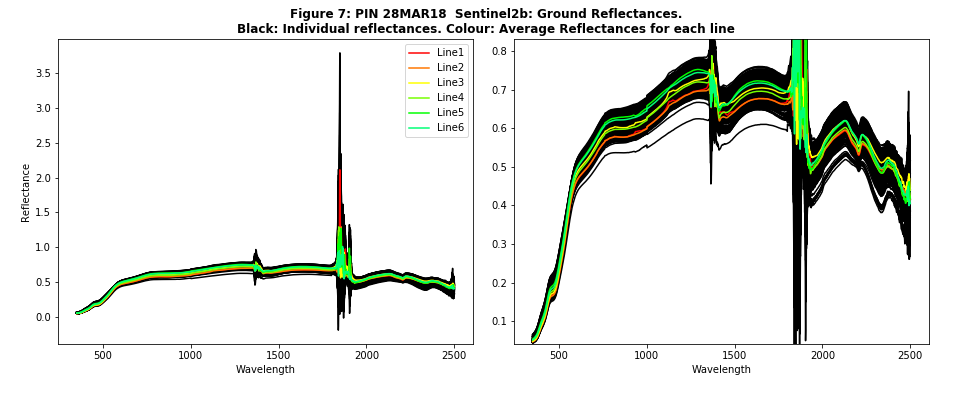 Figure 7: PIN 28MAR18  Sentinel2b: Ground Reflectances.
Black: Individual reflectances. Colour: Average Reflectances for each line
Reflectance
3.5
3.0
2.5
2.0
1.5
1.0
0.5
0.0
500
1000
1500
2000
2500
Wavelength
Line1
Line2
Line3
Line4
Line5
Line6
0.8
0.7
0.6
0.5
0.4
0.3
0.2
0.1
500
1000
1500
2000
2500
Wavelength